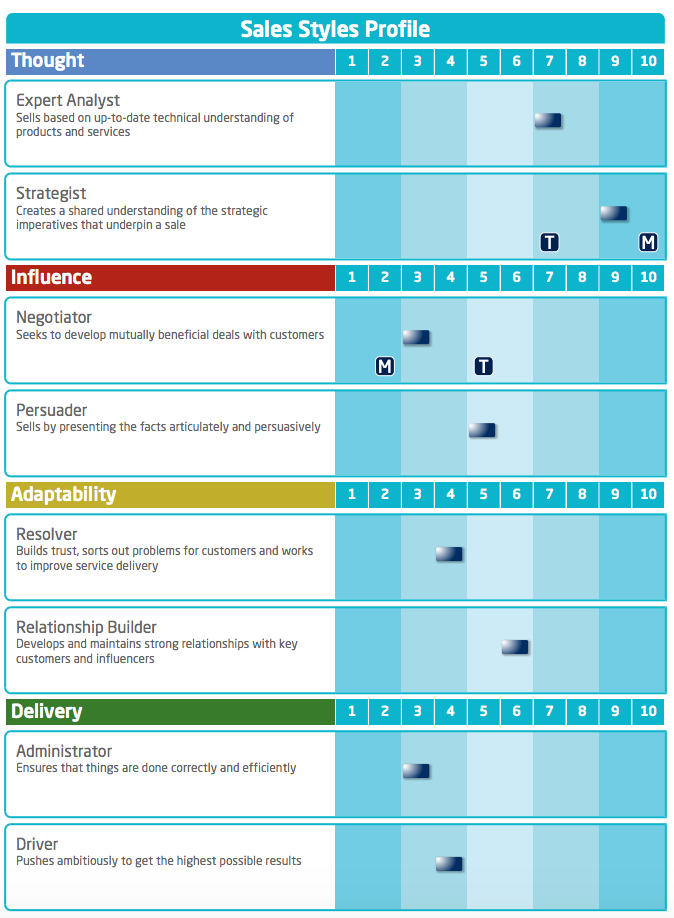 Sales Styles Profile
Thought 1 2 3 4 5 6 7 8 9 10
Expert Analyst
Sells based on up-to-date technical understanding of
products and services
Strategist
Creates a shared understanding of the strategic
imperatives that underpin a sale
T M
Influence 1 2 3 4 5 6 7 8 9 10
Negotiator
Seeks to develop mutually beneficial deals with customers
M T
Persuader
Sells by presenting the facts articulately and persuasively
Adaptability 1 2 3 4 5 6 7 8 9 10
Resolver
Builds trust, sorts out problems for customers and works
to improve service delivery
Relationship Builder
Develops and maintains strong relationships with key
customers and influencers
Delivery 1 2 3 4 5 6 7 8 9 10
Administrator
Ensures that things are done correctly and efficiently
Driver
Pushes ambitiously to get the highest possible results